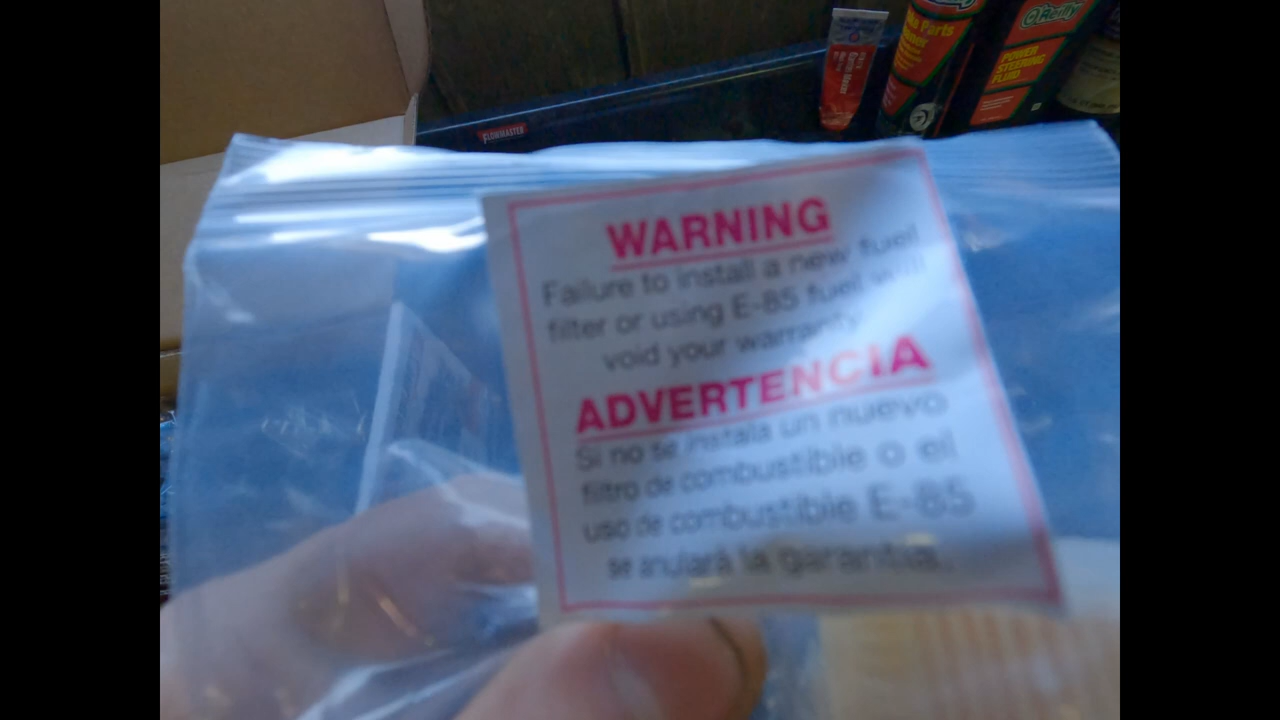 O'Reilly
Parts
POWER
STEERING
FLUID
FLOWMASTER
WARNING
Failure to install a new fuel
filter or using E-85 fuel will
void your warranty
ADVERTENCIA
Si no se instala un nuevo
filtro de combustible o el
uso de combustible E-85
se anulará la garantia.